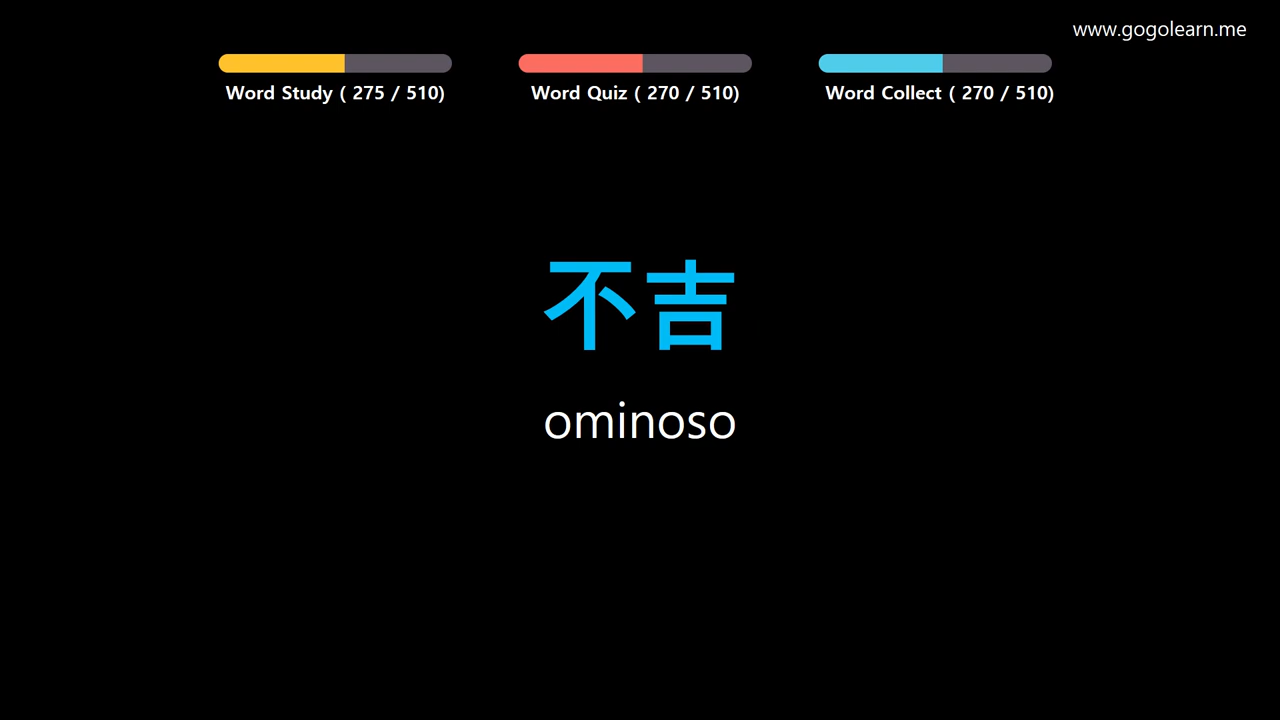 www.gogolearn.me
Word Study ( 275 / 510)
Word Quiz ( 270 / 510)
Word Collect ( 270 / 510)
不吉
ominoso